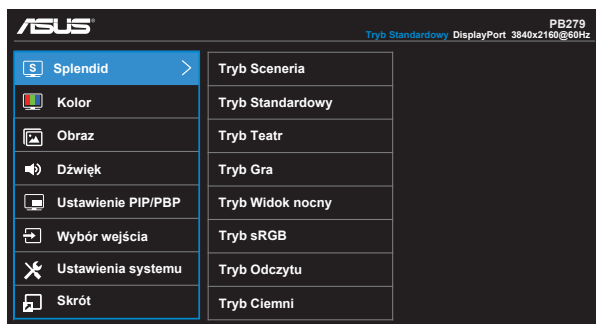 ASUS
PB279
Tryb Standardowy DisplayPort 3840x2160@60Hz
S Splendid
Kolor
Obraz
Dźwięk
Ustawienie PIP/PBP
Wybór wejścia
Ustawienia systemu
Skrót
Tryb Sceneria
Tryb Standardowy
Tryb Teatr
Tryb Gra
Tryb Widok nocny
Tryb sRGB
Tryb Odczytu
Tryb Ciemni